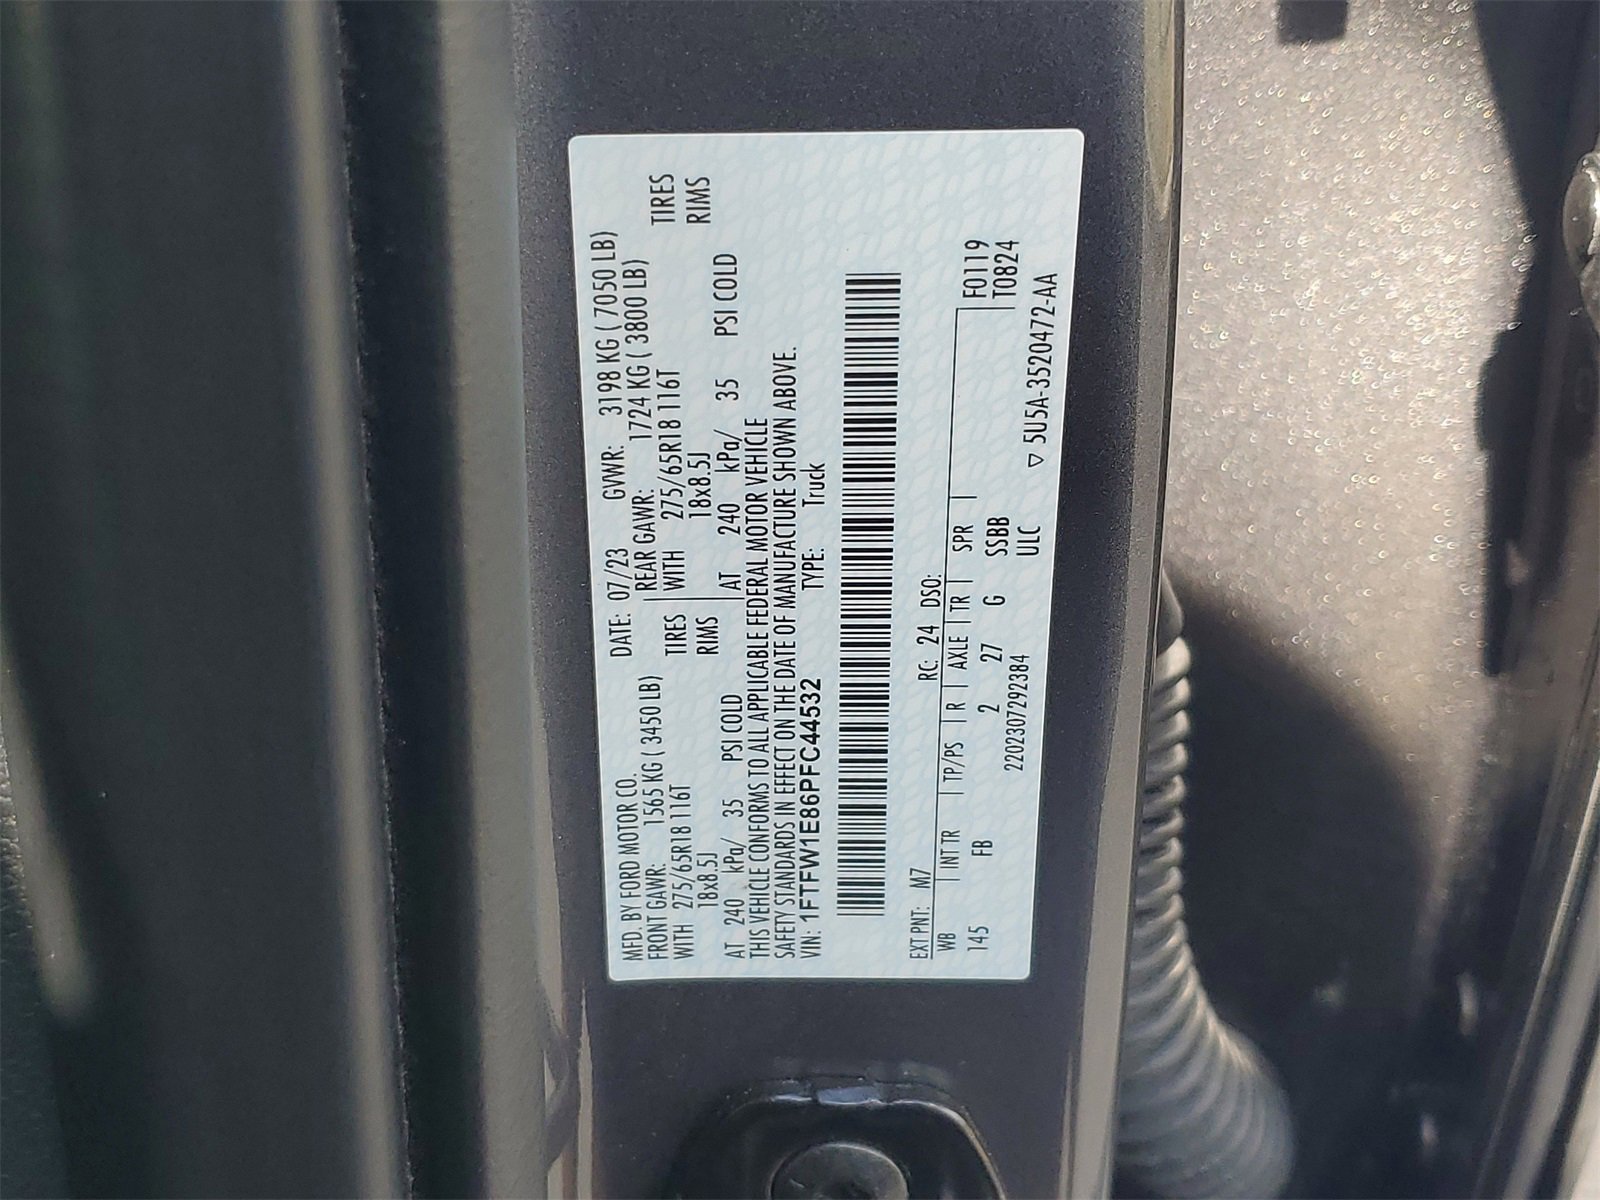 MFD. BY FORD MOTOR CO. DATE: 07/23 GVWR: 3198 KG ( 7050 LB)
FRONT GAWR: 1565 KG ( 3450 LB) REAR GAWR: 1724 KG ( 3800 LB)
WITH 275/65R18 116T TIRES WITH 275/65R18 116T TIRES
18x8.5J RIMS 18x8.5J RIMS
AT 240 kPa/ 35 PSI COLD AT 240 kPa/ 35 PSI COLD
THIS VEHICLE CONFORMS TO ALL APPLICABLE FEDERAL MOTOR VEHICLE
SAFETY STANDARDS IN EFFECT ON THE DATE OF MANUFACTURE SHOWN ABOVE.
VIN: 1FTFW1E86PFC44532 TYPE: Truck
EXT PNT: M7 RC: 24 DSO:
WB | INT TR | TP/PS | R | AXLE | TR | SPR | F0119
145 FB 2 27 G SSBB T0824
2202307292384 ULC ▽ 5U5A-3520472-AA